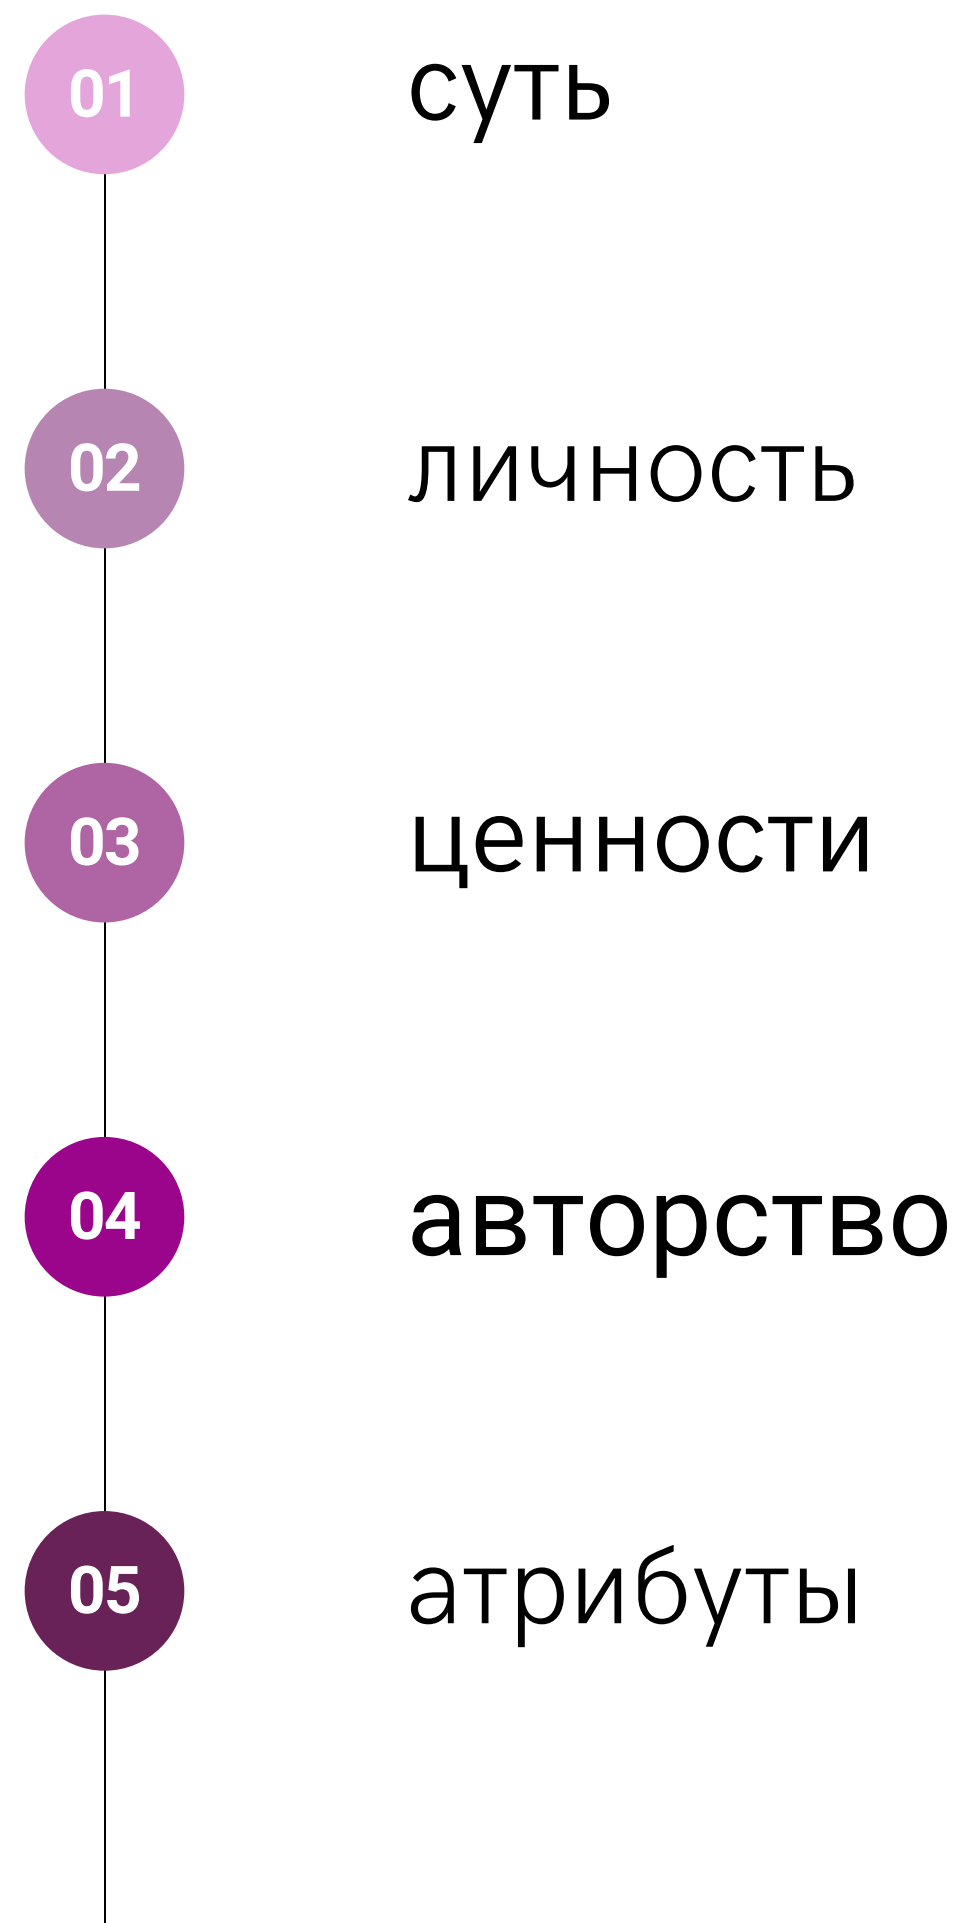 01 суть
02 личность
03 ценности
04 авторство
05 атрибуты